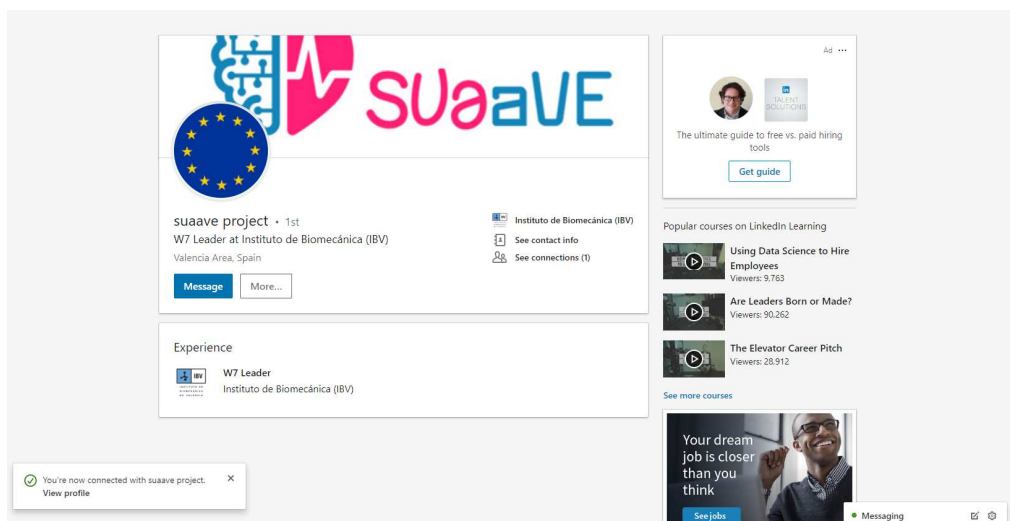 SUaaVE
suaave project • 1st
W7 Leader at Instituto de Biomecánica (IBV)
Valencia Area, Spain
Message
More...
Instituto de Biomecánica (IBV)
See contact info
See connections (1)
Experience
IBV
W7 Leader
Instituto de Biomecánica (IBV)
You're now connected with suaave project.
View profile
Ad ...
in
TALENT
SOLUTIONS
The ultimate guide to free vs. paid hiring
tools
Get guide
Popular courses on LinkedIn Learning
Using Data Science to Hire
Employees
Viewers: 9,763
Are Leaders Born or Made?
Viewers: 90,262
The Elevator Career Pitch
Viewers: 28,912
See more courses
Your dream
job is closer
than you
think
See jobs
Messaging